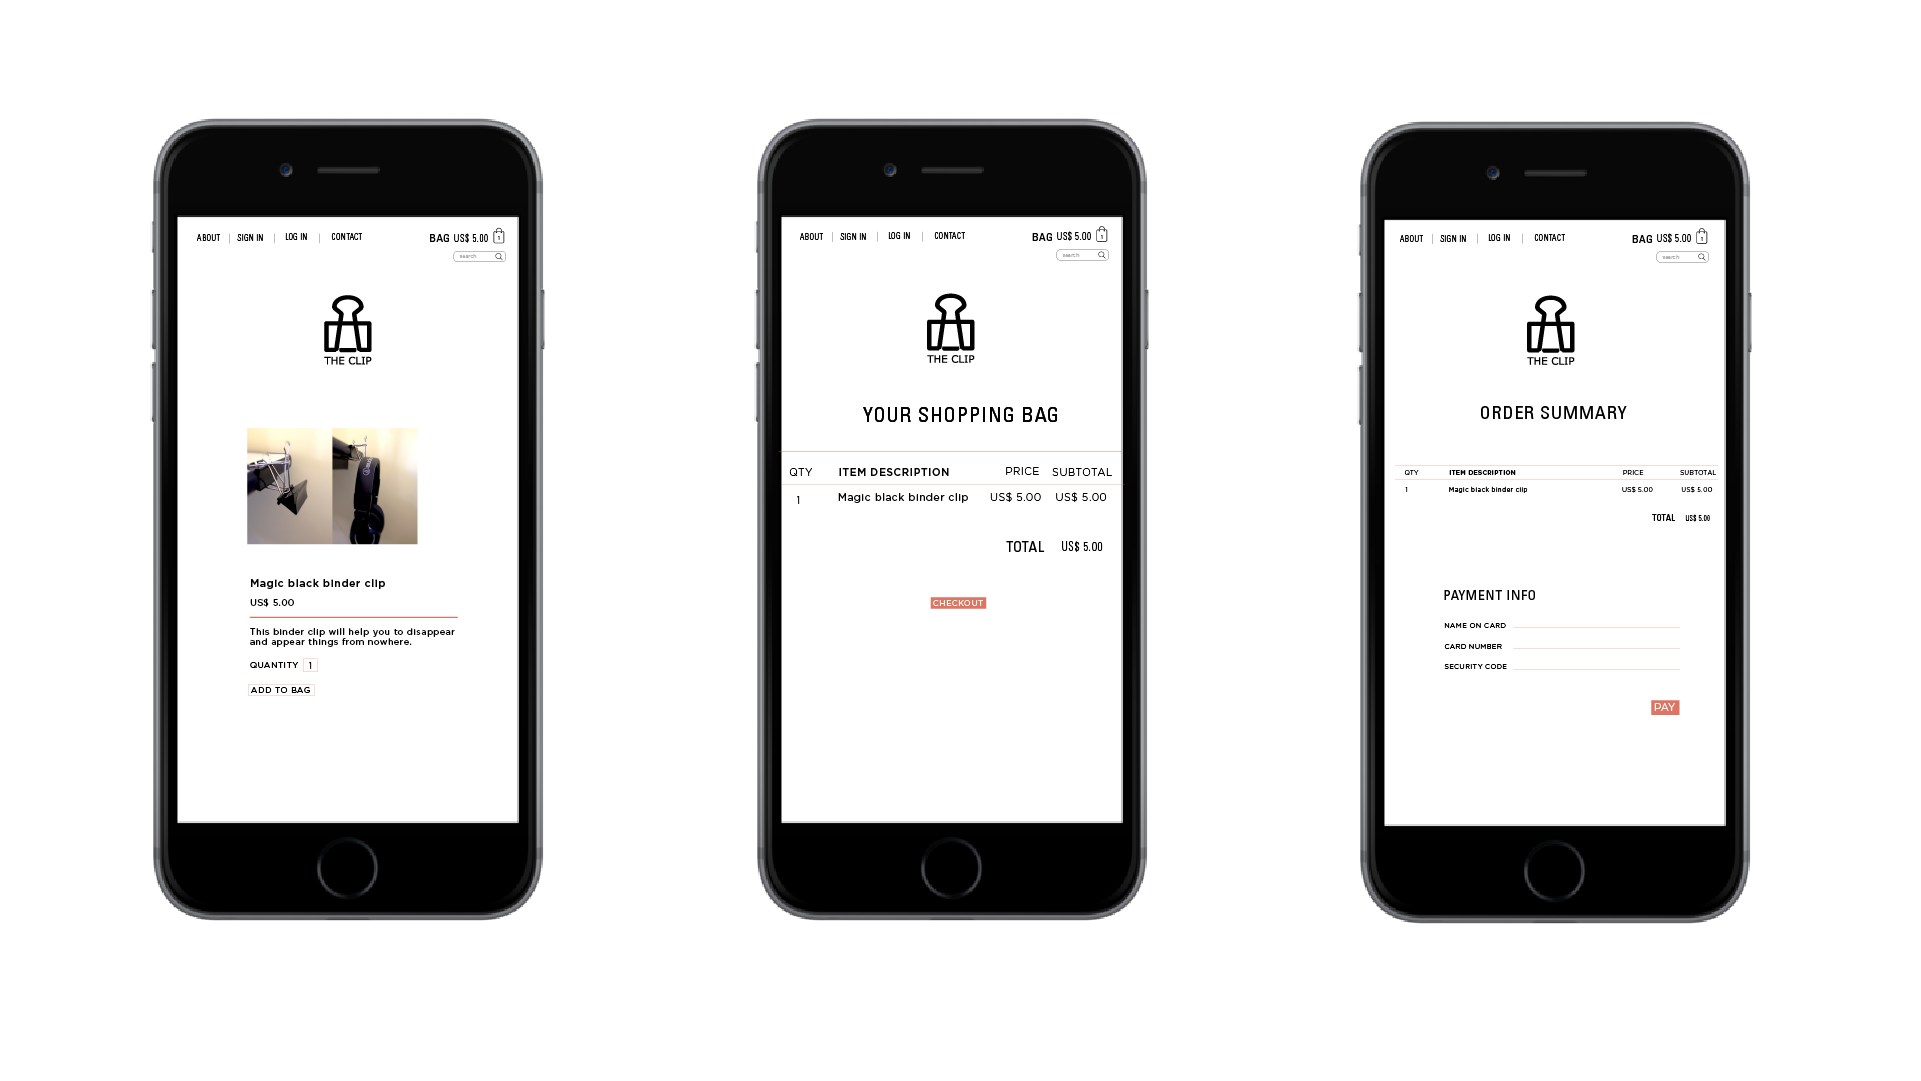 ABOUT | SIGN IN | LOG IN | CONTACT
BAG US$ 5.00 1
search
THE CLIP
Magic black binder clip
US$ 5.00
This binder clip will help you to disappear
and appear things from nowhere.
QUANTITY 1
ADD TO BAG
ABOUT | SIGN IN | LOG IN | CONTACT
BAG US$ 5.00 1
search
THE CLIP
YOUR SHOPPING BAG
QTY ITEM DESCRIPTION PRICE SUBTOTAL
1 Magic black binder clip US$ 5.00 US$ 5.00
TOTAL US$ 5.00
CHECKOUT
ABOUT | SIGN IN | LOG IN | CONTACT
BAG US$ 5.00 1
search
THE CLIP
ORDER SUMMARY
QTY ITEM DESCRIPTION PRICE SUBTOTAL
1 Magic black binder clip US$ 5.00 US$ 5.00
TOTAL US$ 5.00
PAYMENT INFO
NAME ON CARD
CARD NUMBER
SECURITY CODE
PAY